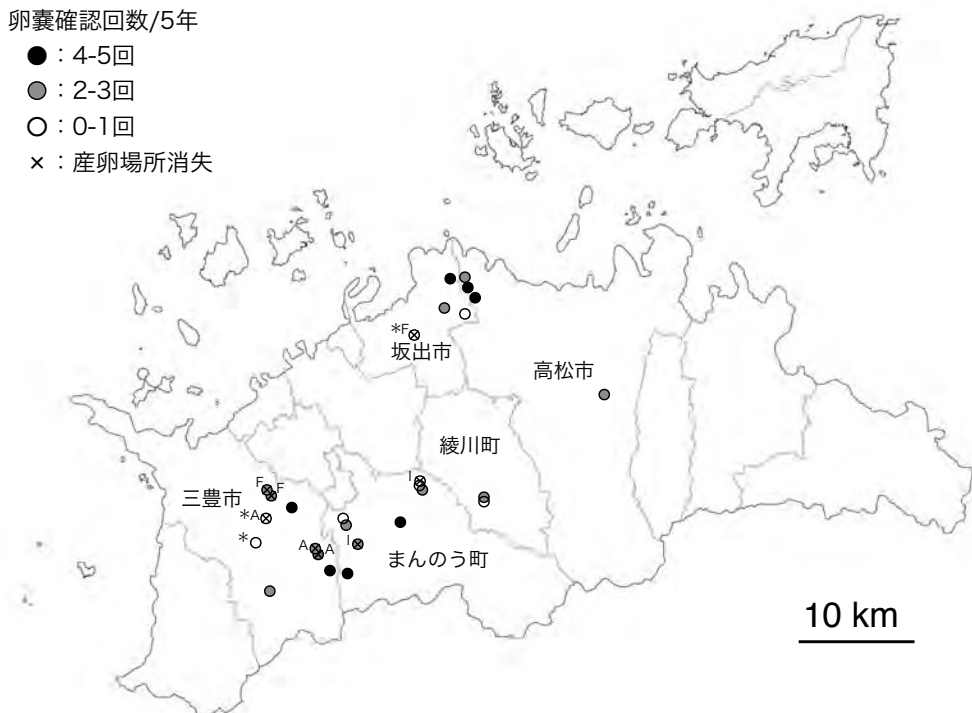 卵嚢確認回数/5年
●：4-5回
●：2-3回
○：0-1回
×：産卵場所消失
*F
坂出市
高松市
綾川町
I
F F
三豊市
*A
*
A A
I
まんのう町
10 km